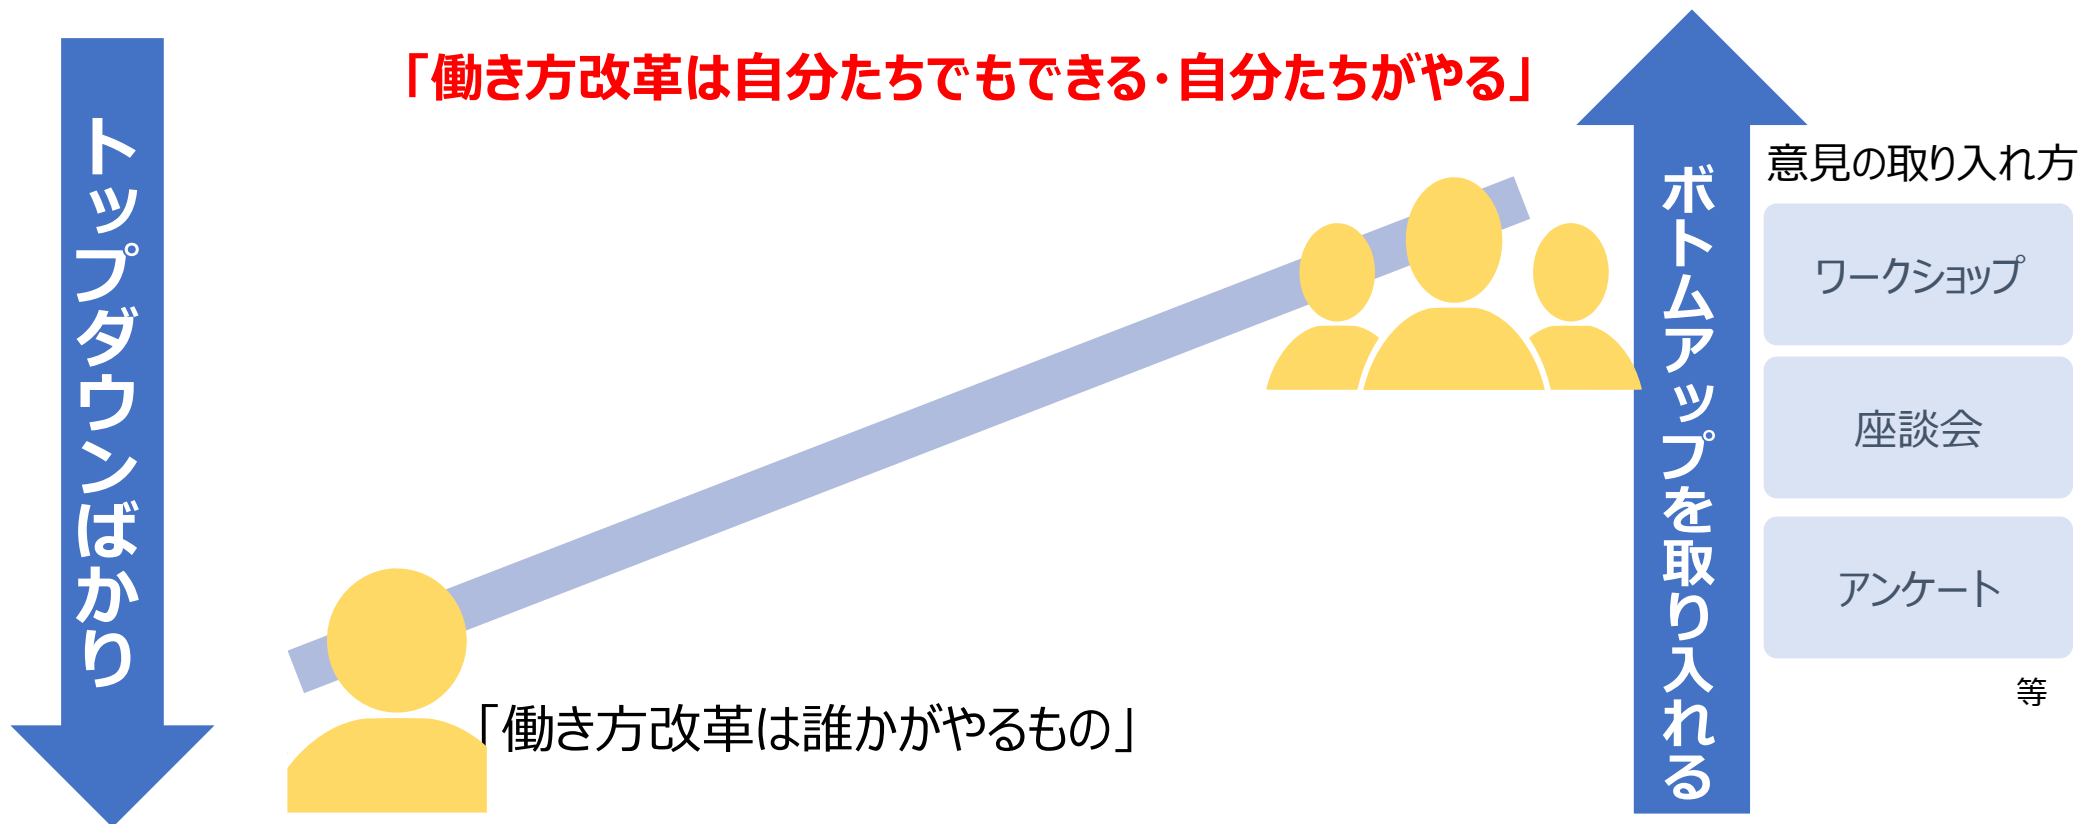 トップダウンばかり
「働き方改革は自分たちでもできる・自分たちがやる」
「働き方改革は誰かがやるもの」
ボトムアップを取り入れる
意見の取り入れ方
ワークショップ
座談会
アンケート
等